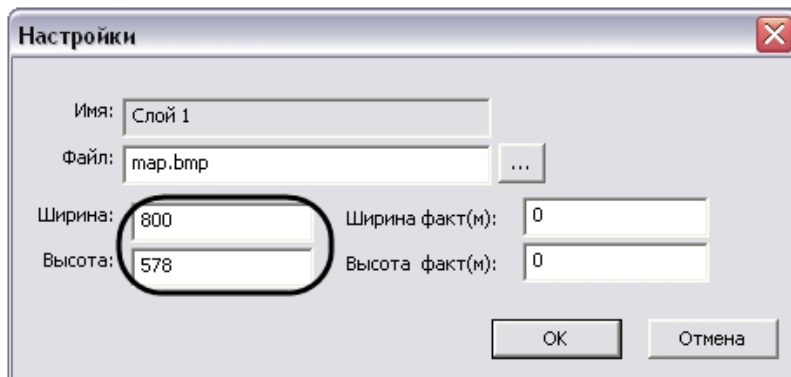 Настройки
Имя: Слой 1
Файл: map.bmp ...
Ширина: 800 Ширина факт(м): 0
Высота: 578 Высота факт(м): 0
OK Отмена